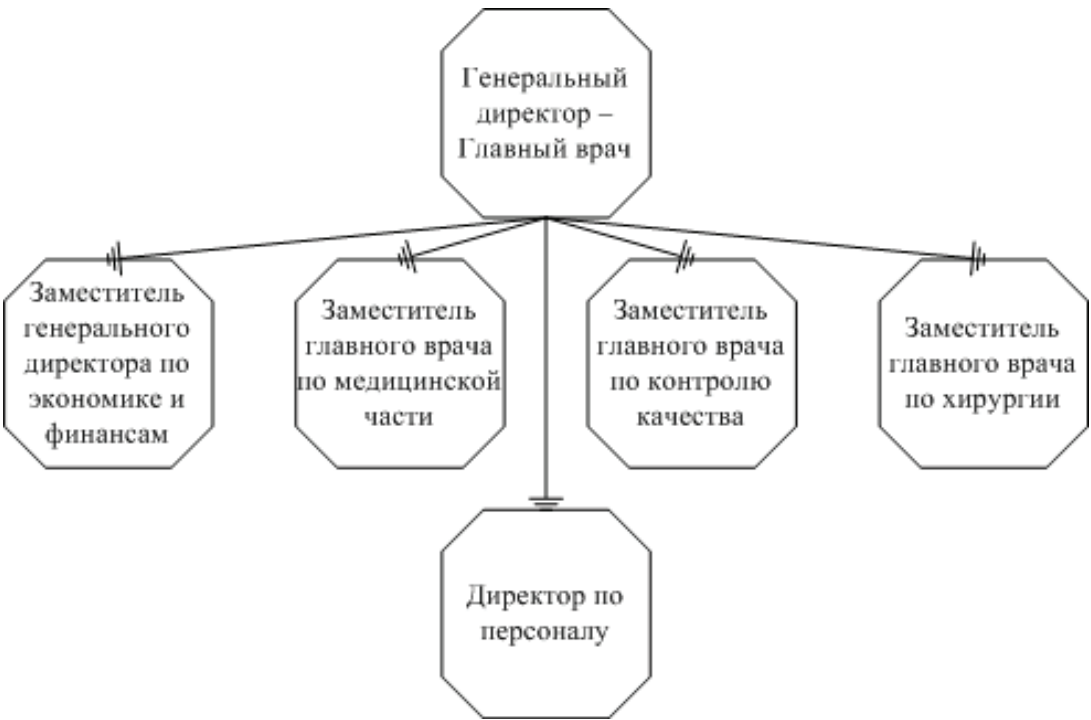 Генеральный
директор –
Главный врач
Заместитель
генерального
директора по
экономике и
финансам
Заместитель
главного врача
по медицинской
части
Заместитель
главного врача
по контролю
качества
Заместитель
главного врача
по хирургии
Директор по
персоналу